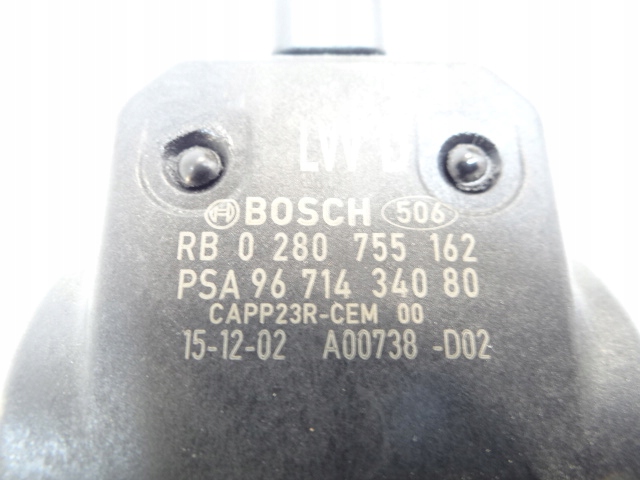 BOSCH 506
RB 0 280 755 162
PSA 96 714 340 80
CAPP23R-CEM 00
15-12-02 A00738 -D02